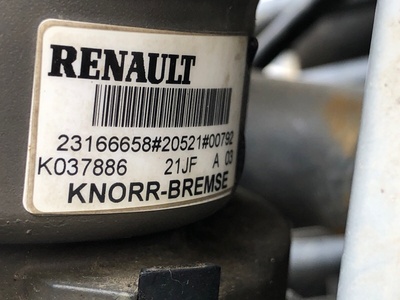 RENAULT
23166658#20521#00792
K037886 21JF A 03
KNORR-BREMSE